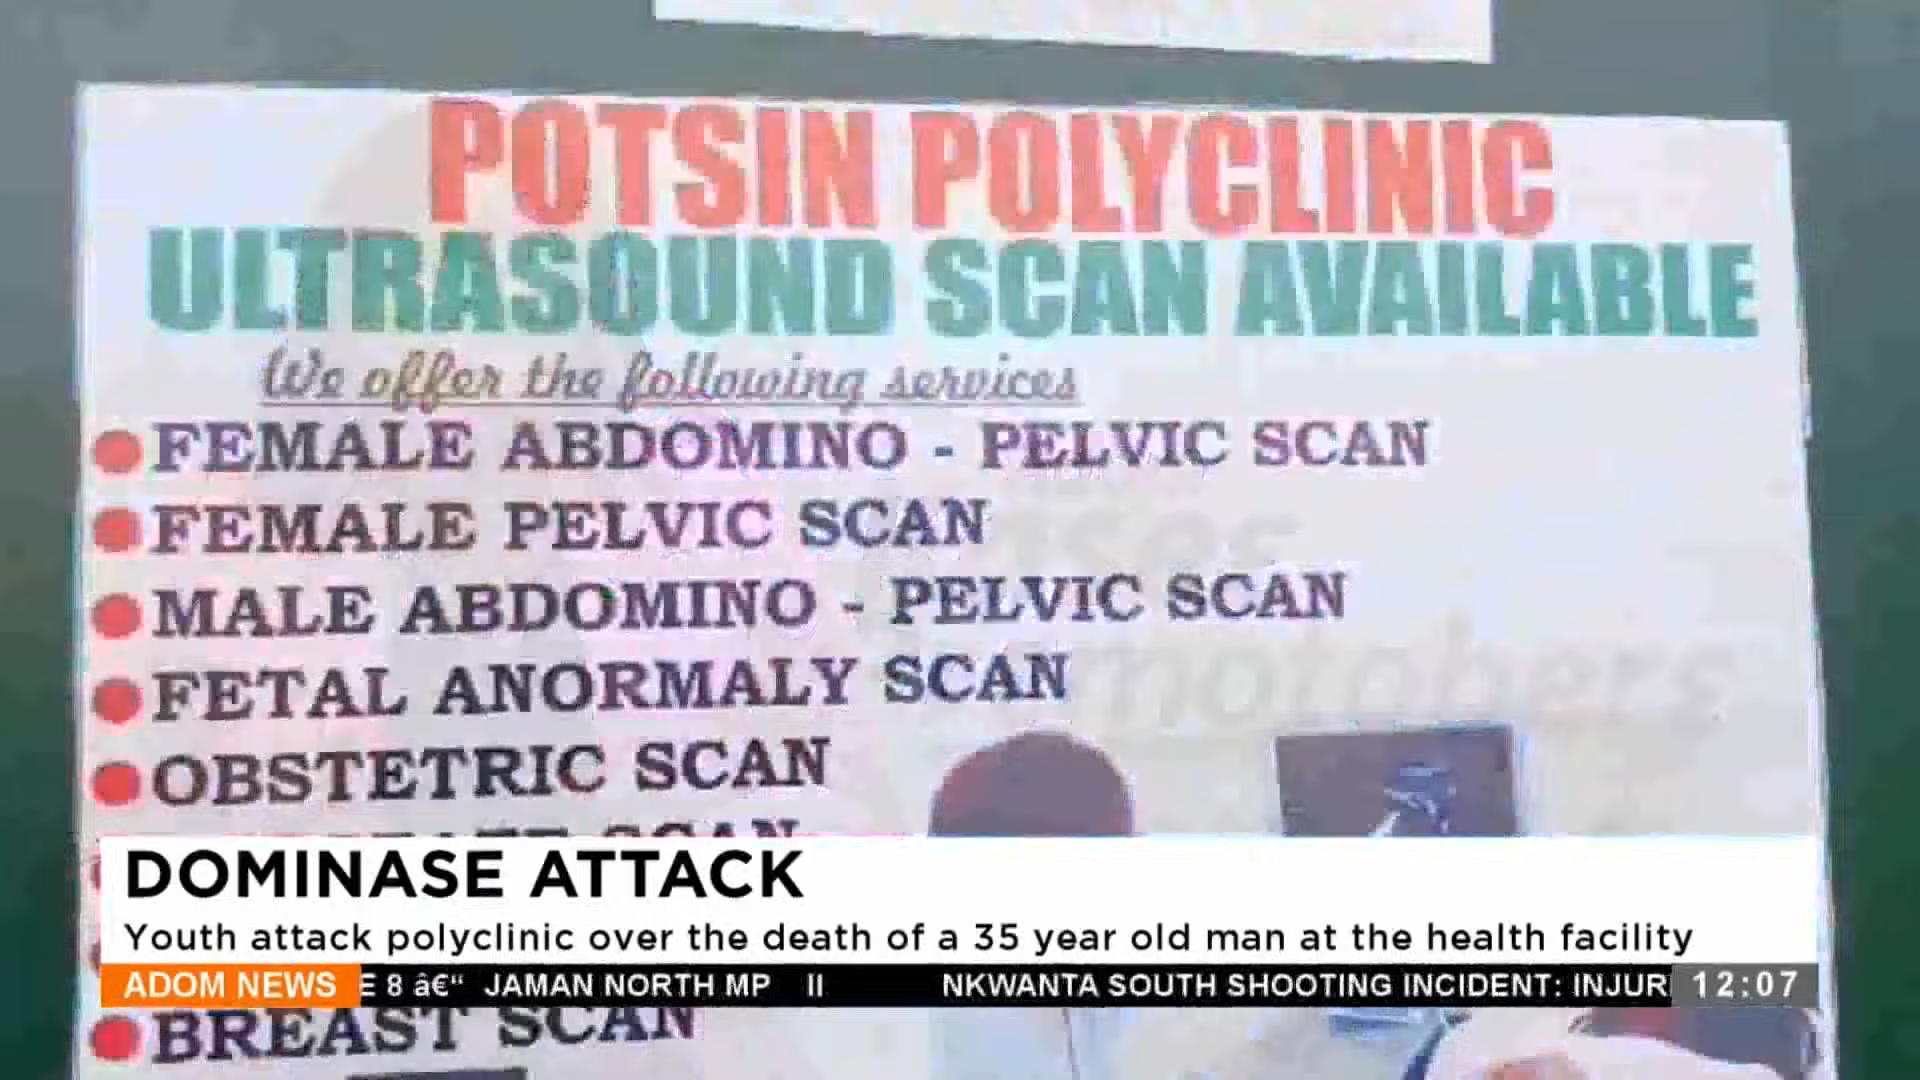 POTSIN POLYCLINIC
ULTRASOUND SCAN AVAILABLE
We offer the following services
FEMALE ABDOMINO - PELVIC SCAN
FEMALE PELVIC SCAN
MALE ABDOMINO - PELVIC SCAN
FETAL ANORMALY SCAN
OBSTETRIC SCAN
SCAN
DOMINASE ATTACK
Youth attack polyclinic over the death of a 35 year old man at the health facility
ADOM NEWS E 8 â€“ JAMAN NORTH MP II NKWANTA SOUTH SHOOTING INCIDENT: INJUR 12:07
BREAST SCAN